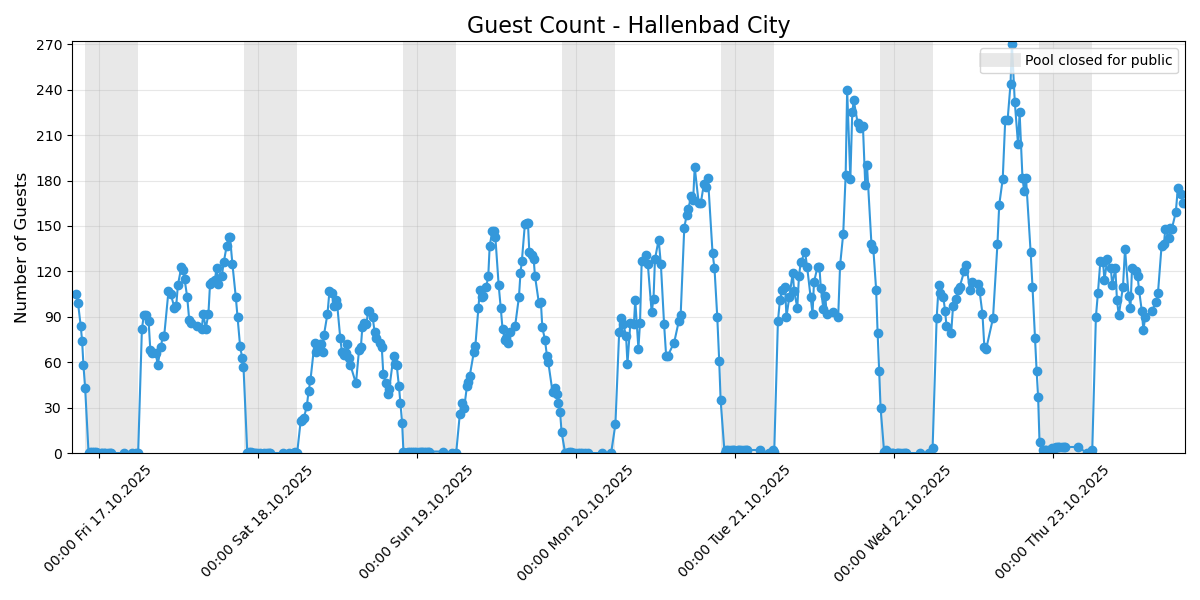 Guest Count - Hallenbad City
Pool closed for public
Number of Guests
270
240
210
180
150
120
90
60
30
0
00:00 Fri 17.10.2025
00:00 Sat 18.10.2025
00:00 Sun 19.10.2025
00:00 Mon 20.10.2025
00:00 Tue 21.10.2025
00:00 Wed 22.10.2025
00:00 Thu 23.10.2025